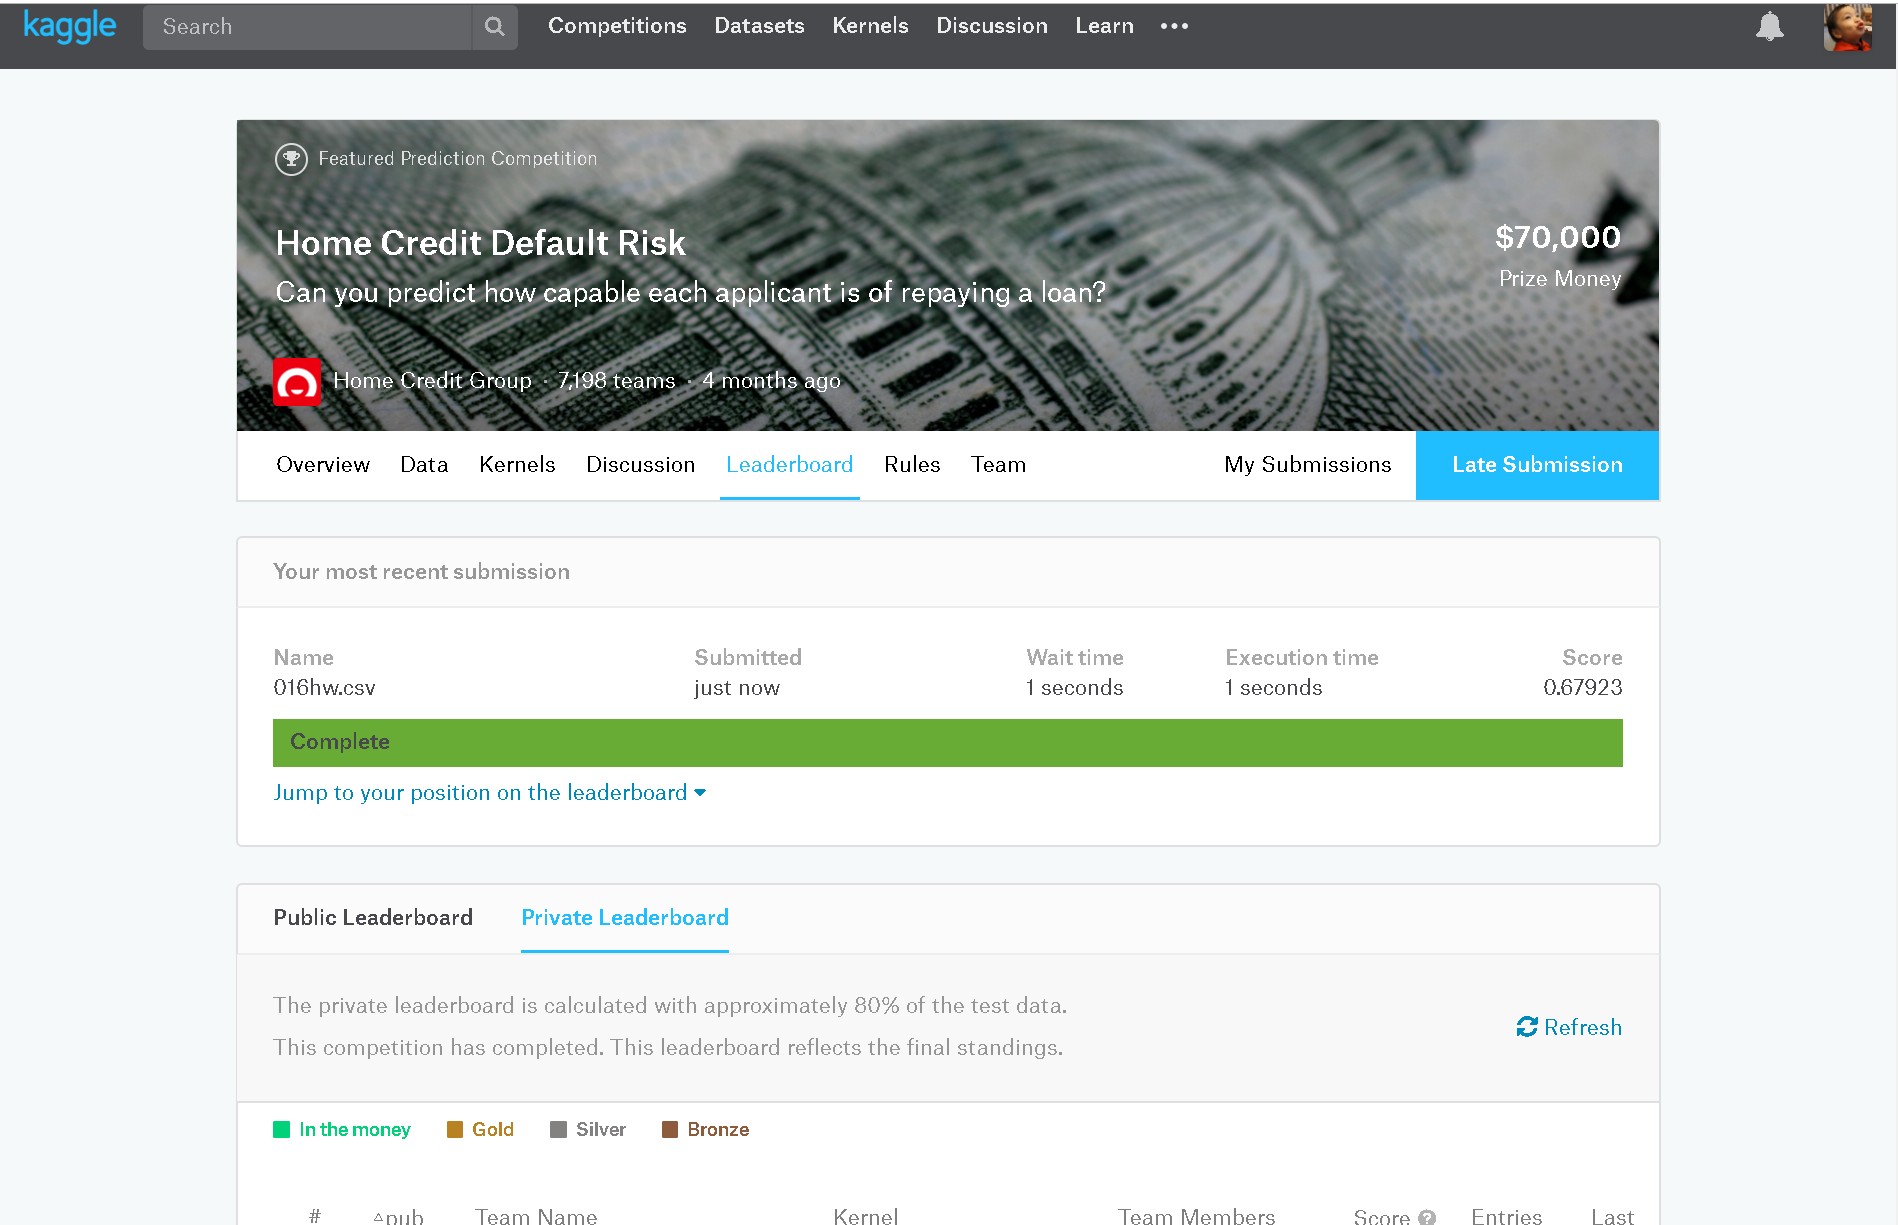 kaggle Search Competitions Datasets Kernels Discussion Learn
Featured Prediction Competition
Home Credit Default Risk
$70,000
Can you predict how capable each applicant is of repaying a loan?
Prize Money
Home Credit Group · 7,198 teams · 4 months ago
Overview Data Kernels Discussion Leaderboard Rules Team My Submissions Late Submission
Your most recent submission
Name Submitted Wait time Execution time Score
016hw.csv just now 1 seconds 1 seconds 0.67923
Complete
Jump to your position on the leaderboard
Public Leaderboard Private Leaderboard
The private leaderboard is calculated with approximately 80% of the test data.
Refresh
This competition has completed. This leaderboard reflects the final standings.
In the money Gold Silver Bronze
# △pub Team Name Kernel Team Members Score ? Entries Last